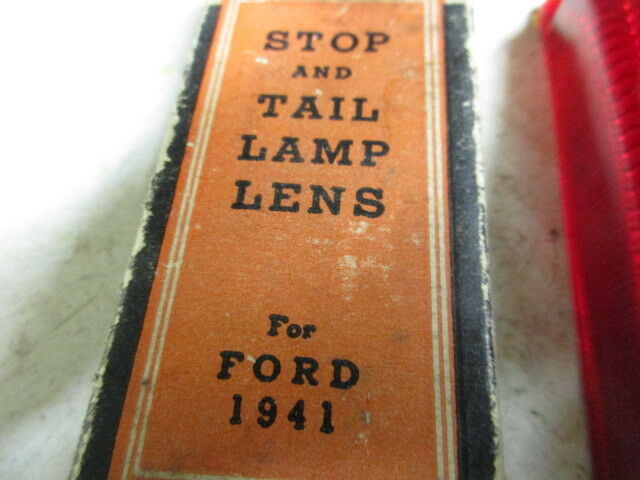 STOP
AND
TAIL
LAMP
LENS
For
FORD
1941